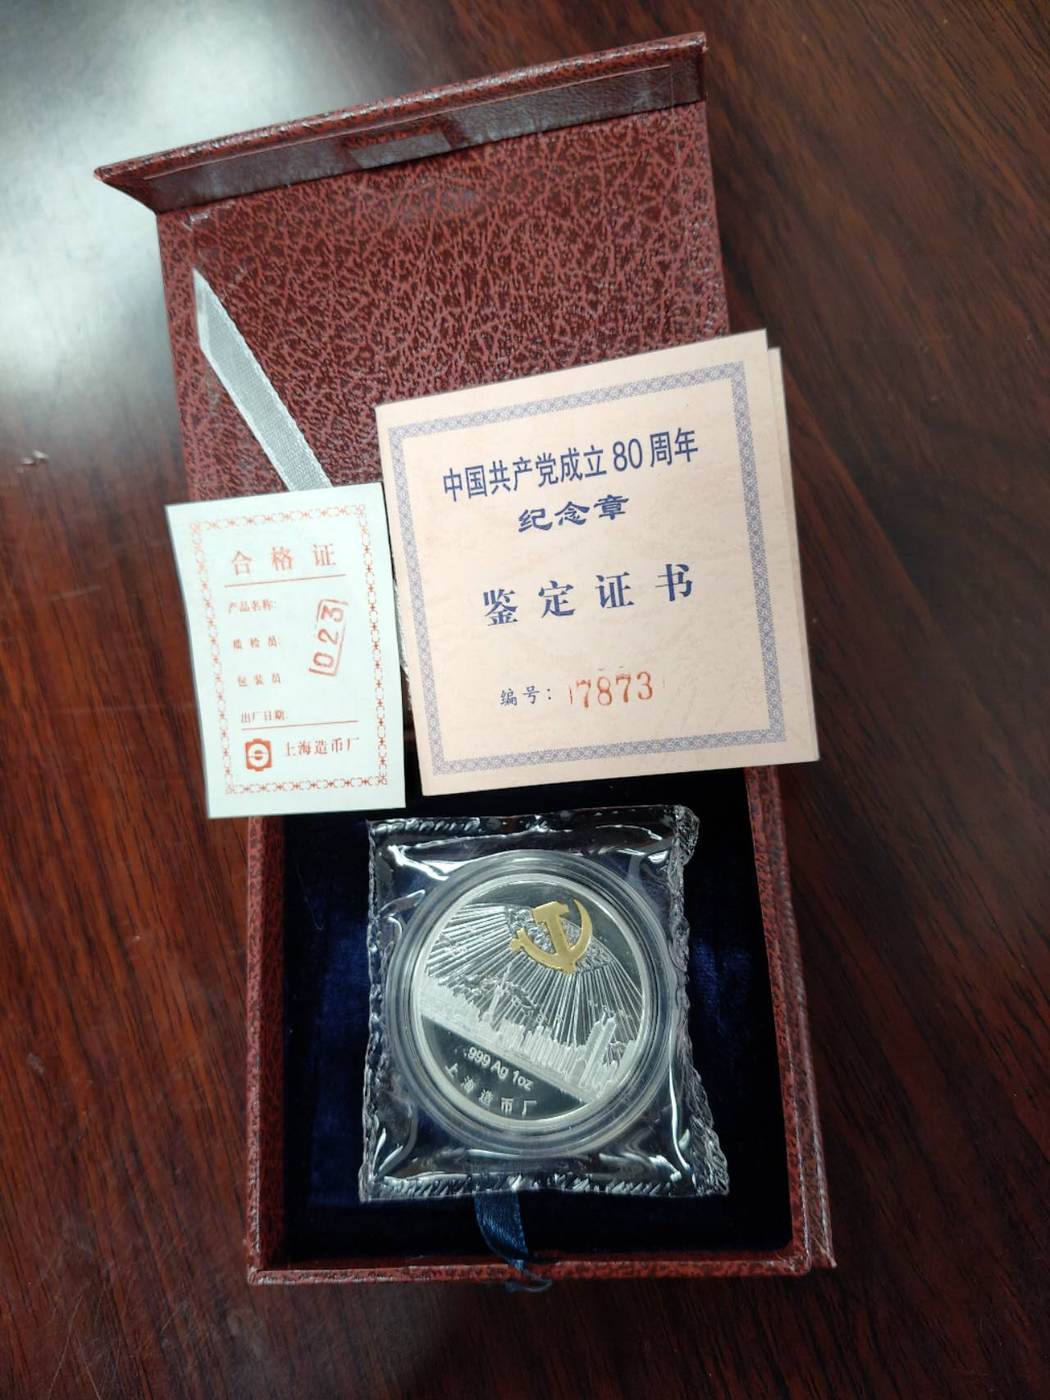 中国共产党成立80周年
纪念章
鉴定证书
编号：07873
合格证
产品名称:
质检员
包装员
023
出厂日期
上海造币厂
.999 Ag 1oz
上海造币厂